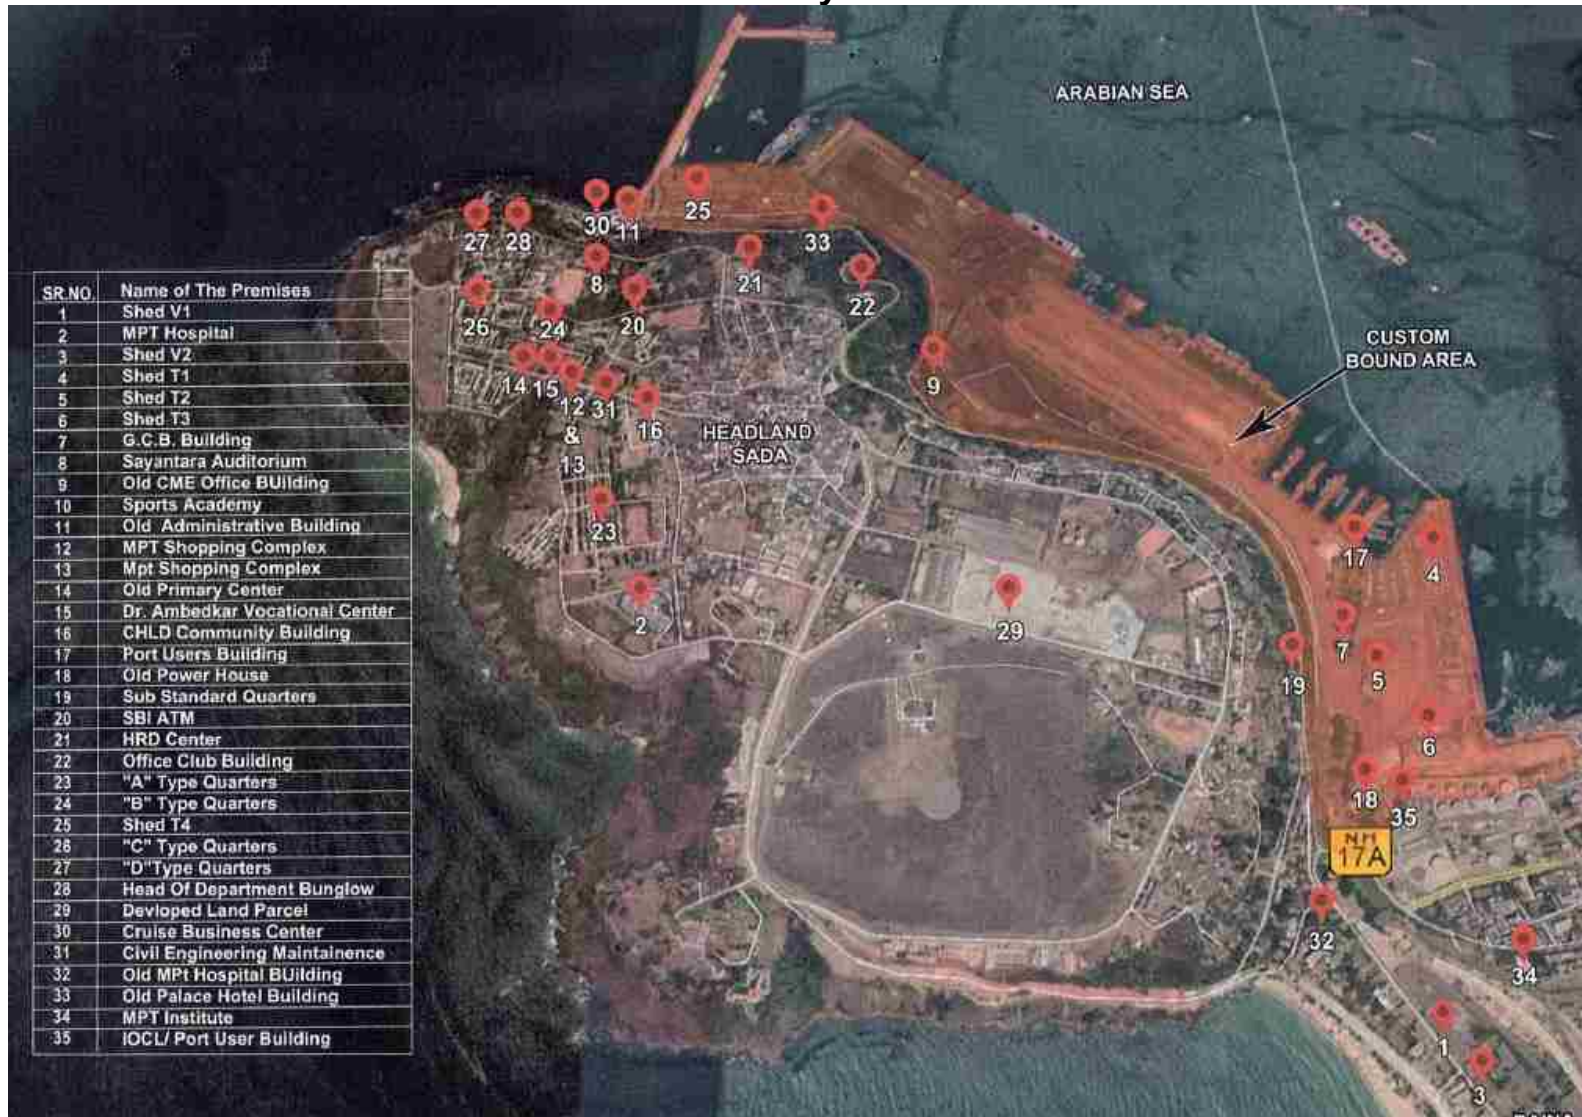 ARABIAN SEA
CUSTOM
BOUND AREA
HEADLAND
SADA
SR.NO. Name of The Premises
1 Shed V1
2 MPT Hospital
3 Shed V2
4 Shed T1
5 Shed T2
6 Shed T3
7 G.C.B. Building
8 Sayantara Auditorium
9 Old CME Office BUilding
10 Sports Academy
11 Old Administrative Building
12 MPT Shopping Complex
13 Mpt Shopping Complex
14 Old Primary Center
15 Dr. Ambedkar Vocational Center
16 CHLD Community Building
17 Port Users Building
18 Old Power House
19 Sub Standard Quarters
20 SBI ATM
21 HRD Center
22 Office Club Building
23 "A" Type Quarters
24 "B" Type Quarters
25 Shed T4
26 "C" Type Quarters
27 "D"Type Quarters
28 Head Of Department Bunglow
29 Devloped Land Parcel
30 Cruise Business Center
31 Civil Engineering Maintainence
32 Old MPt Hospital BUilding
33 Old Palace Hotel Building
34 MPT Institute
35 IOCL/ Port User Building
27
28
30
11
25
33
8
21
22
26
24
20
9
14
15
12
&
13
31
16
23
2
29
17
4
7
5
19
6
18
35
NH
17A
32
34
1
3